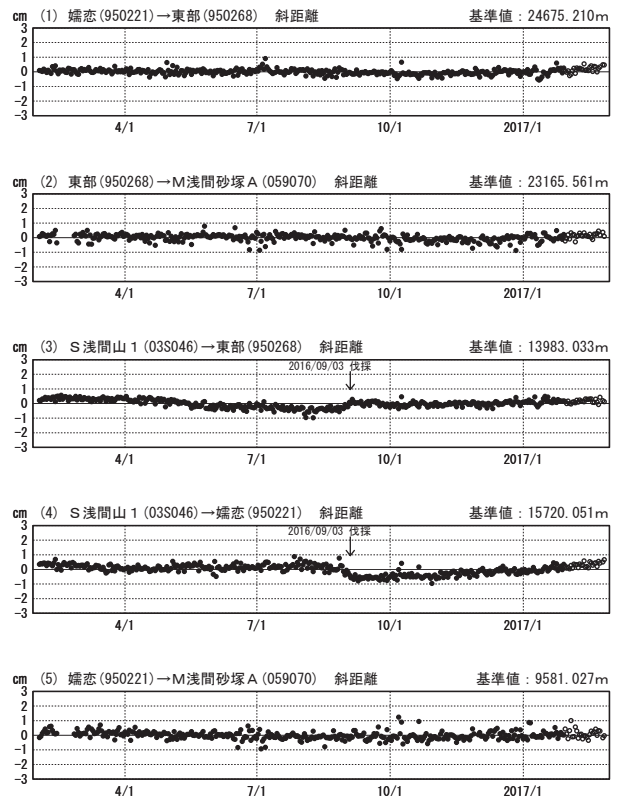 cm (1) 嬬恋(950221)→東部(950268) 斜距離 基準値：24675.210m
3
2
1
0
-1
-2
-3
4/1 7/1 10/1 2017/1
cm (2) 東部(950268)→M浅間砂塚A(059070) 斜距離 基準値：23165.561m
3
2
1
0
-1
-2
-3
4/1 7/1 10/1 2017/1
cm (3) S浅間山1(03S046)→東部(950268) 斜距離 基準値：13983.033m
2016/09/03 伐採
3
2
1
0
-1
-2
-3
4/1 7/1 10/1 2017/1
cm (4) S浅間山1(03S046)→嬬恋(950221) 斜距離 基準値：15720.051m
2016/09/03 伐採
3
2
1
0
-1
-2
-3
4/1 7/1 10/1 2017/1
cm (5) 嬬恋(950221)→M浅間砂塚A(059070) 斜距離 基準値：9581.027m
3
2
1
0
-1
-2
-3
4/1 7/1 10/1 2017/1